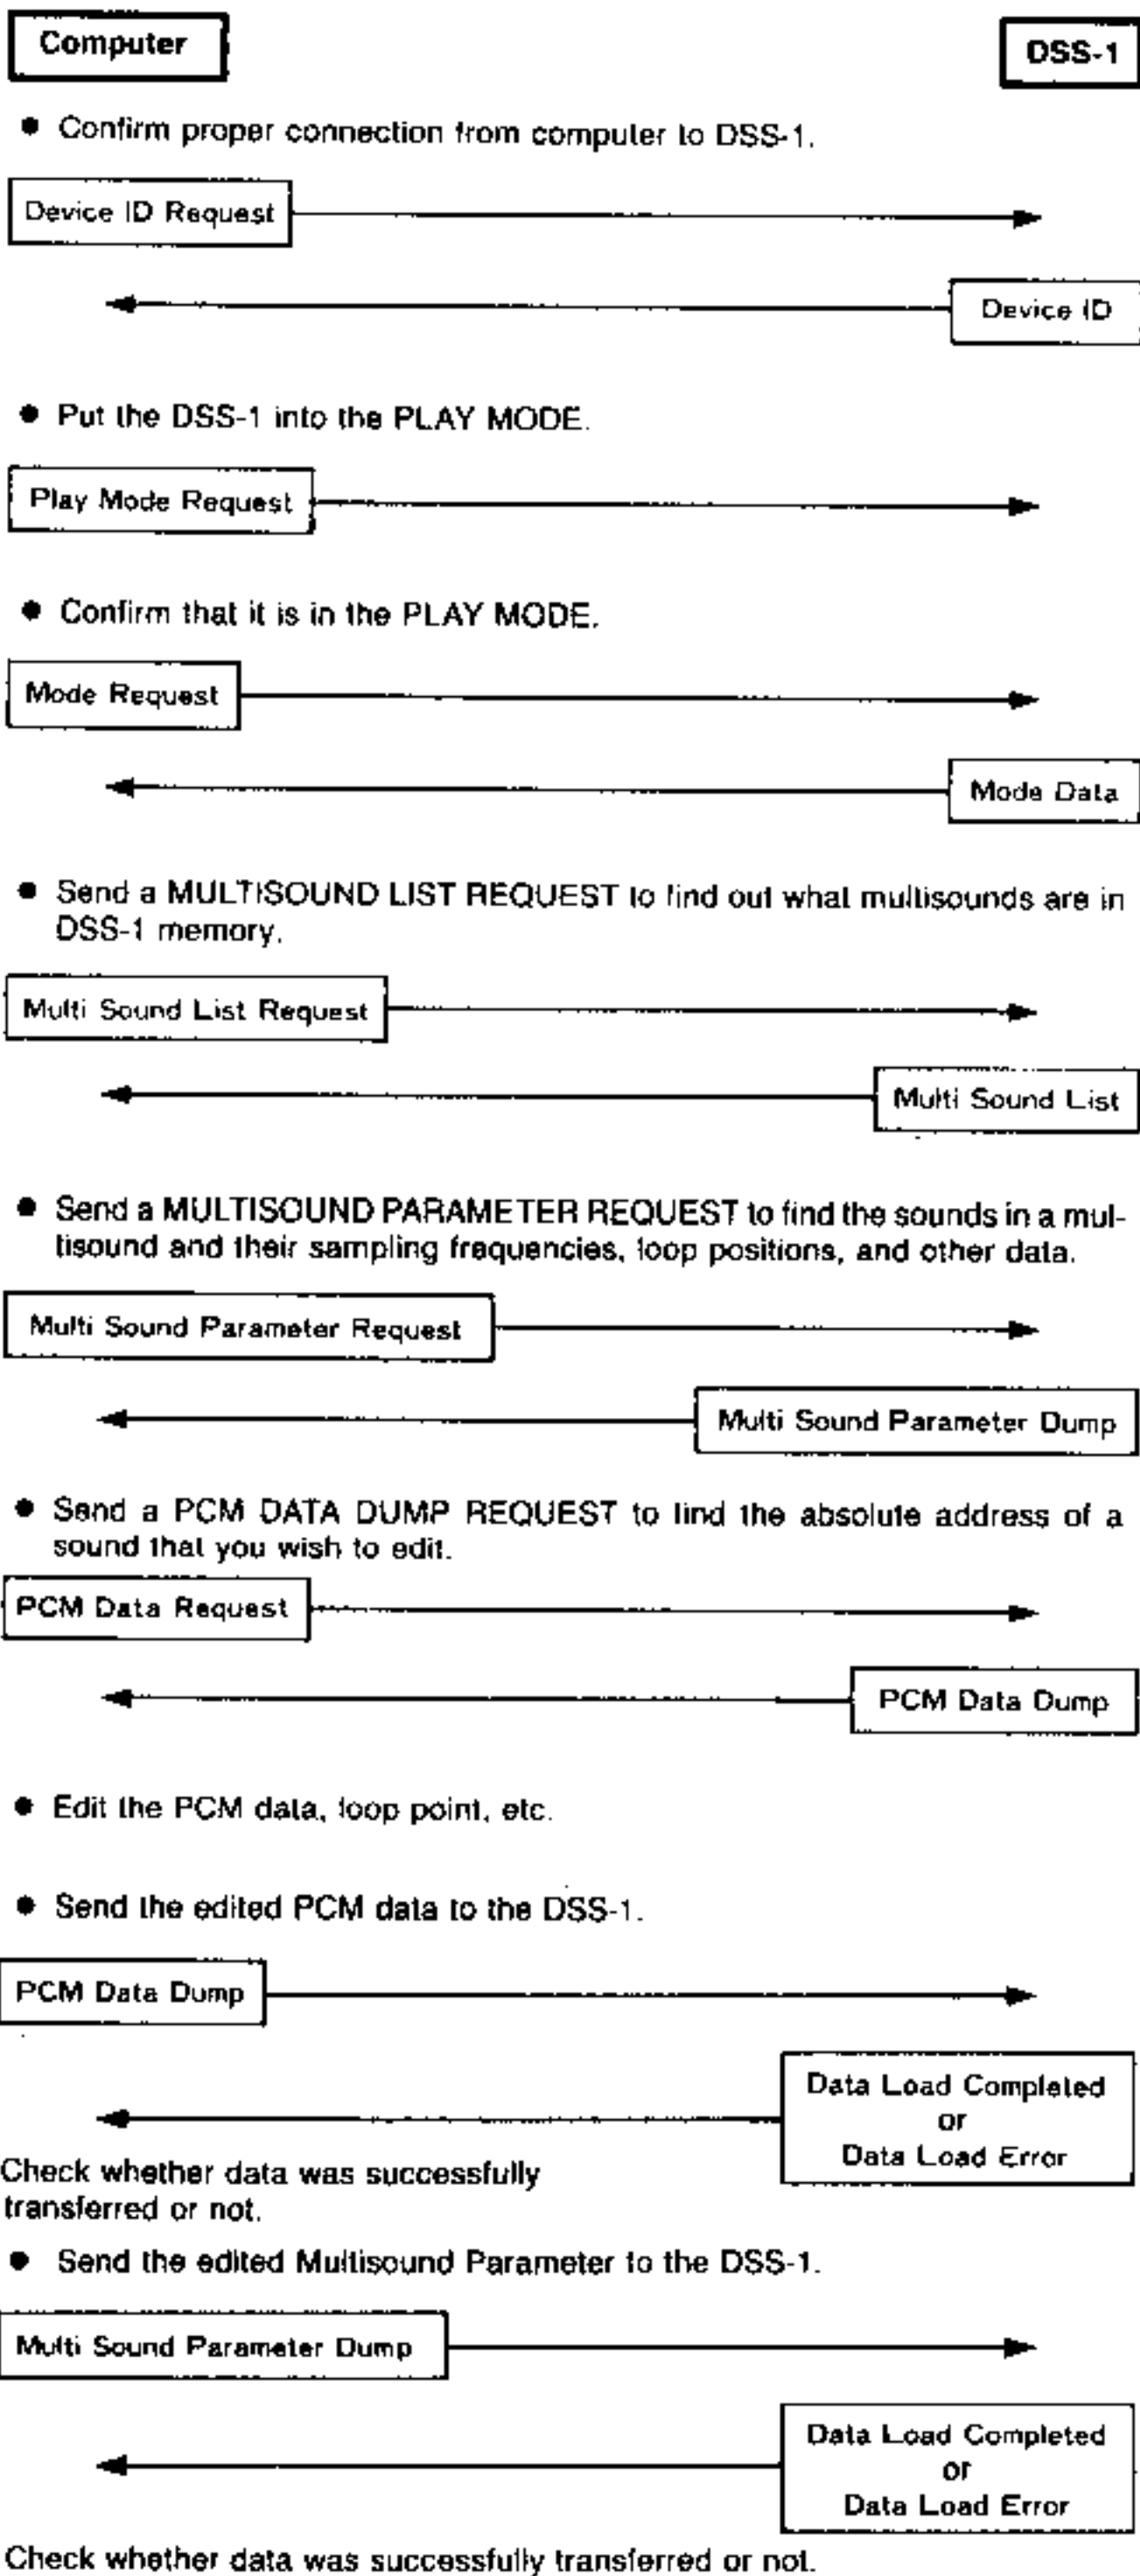 Computer
DSS-1
● Confirm proper connection from computer to DSS-1.
Device ID Request
Device ID
● Put the DSS-1 into the PLAY MODE.
Play Mode Request
● Confirm that it is in the PLAY MODE.
Mode Request
Mode Data
● Send a MULTISOUND LIST REQUEST to find out what multisounds are in
DSS-1 memory.
Multi Sound List Request
Multi Sound List
● Send a MULTISOUND PARAMETER REQUEST to find the sounds in a mul-
tisound and their sampling frequencies, loop positions, and other data.
Multi Sound Parameter Request
Multi Sound Parameter Dump
● Send a PCM DATA DUMP REQUEST to find the absolute address of a
sound that you wish to edit.
PCM Data Request
PCM Data Dump
● Edit the PCM data, loop point, etc.
● Send the edited PCM data to the DSS-1.
PCM Data Dump
Data Load Completed
or
Data Load Error
Check whether data was successfully
transferred or not.
● Send the edited Multisound Parameter to the DSS-1.
Multi Sound Parameter Dump
Data Load Completed
or
Data Load Error
Check whether data was successfully transferred or not.